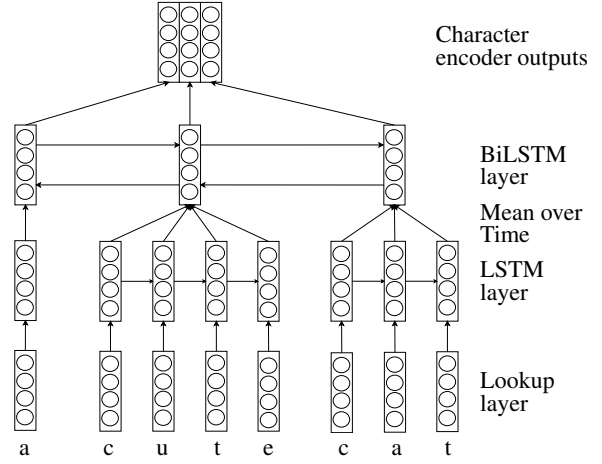 Character
encoder outputs
BiLSTM
layer
Mean over
Time
LSTM
layer
Lookup
layer
a c u t e c a t